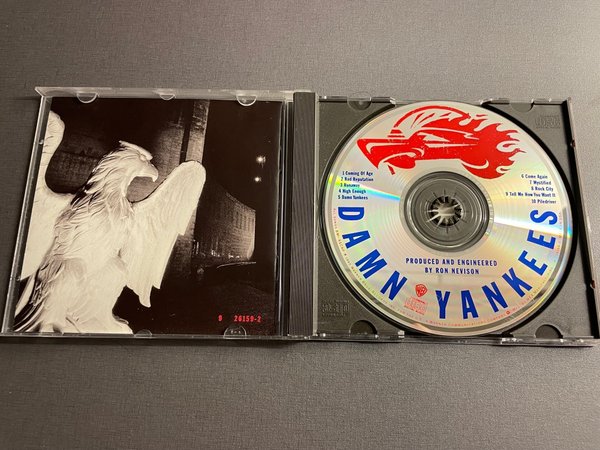 9 26159-2
1 Coming Of Age
2 Bad Reputation
3 Runaway
4 High Enough
5 Damn Yankees
6 Come Again
7 Mystified
8 Rock City
9 Tell Me How You Want It
10 Piledriver
PRODUCED AND ENGINEERED
BY RON NEVISON
DAMN YANKEES